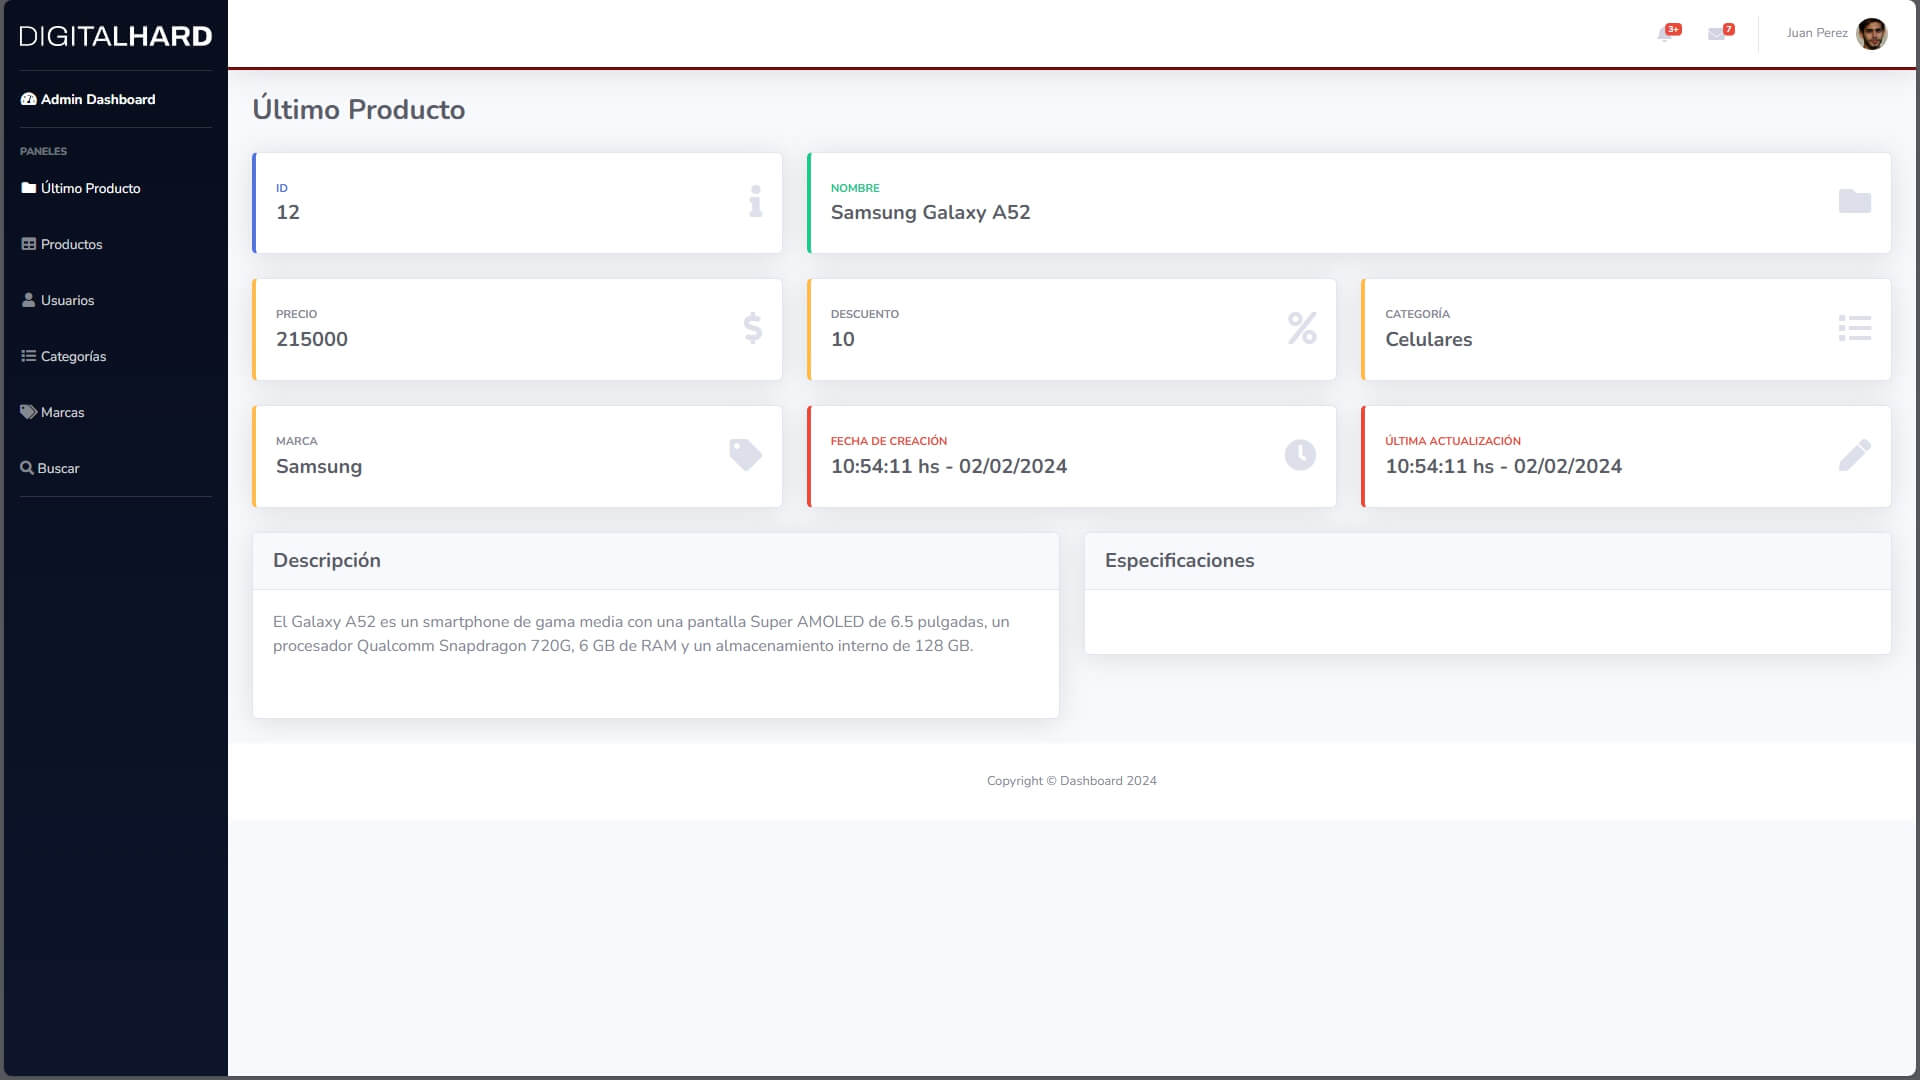 DIGITALHARD
Admin Dashboard
PANELES
Último Producto
Productos
Usuarios
Categorías
Marcas
Buscar
3+
7
Juan Perez
Último Producto
ID
12
NOMBRE
Samsung Galaxy A52
PRECIO
215000
DESCUENTO
10
CATEGORÍA
Celulares
MARCA
Samsung
FECHA DE CREACIÓN
10:54:11 hs - 02/02/2024
ÚLTIMA ACTUALIZACIÓN
10:54:11 hs - 02/02/2024
Descripción
El Galaxy A52 es un smartphone de gama media con una pantalla Super AMOLED de 6.5 pulgadas, un
procesador Qualcomm Snapdragon 720G, 6 GB de RAM y un almacenamiento interno de 128 GB.
Especificaciones
Copyright © Dashboard 2024